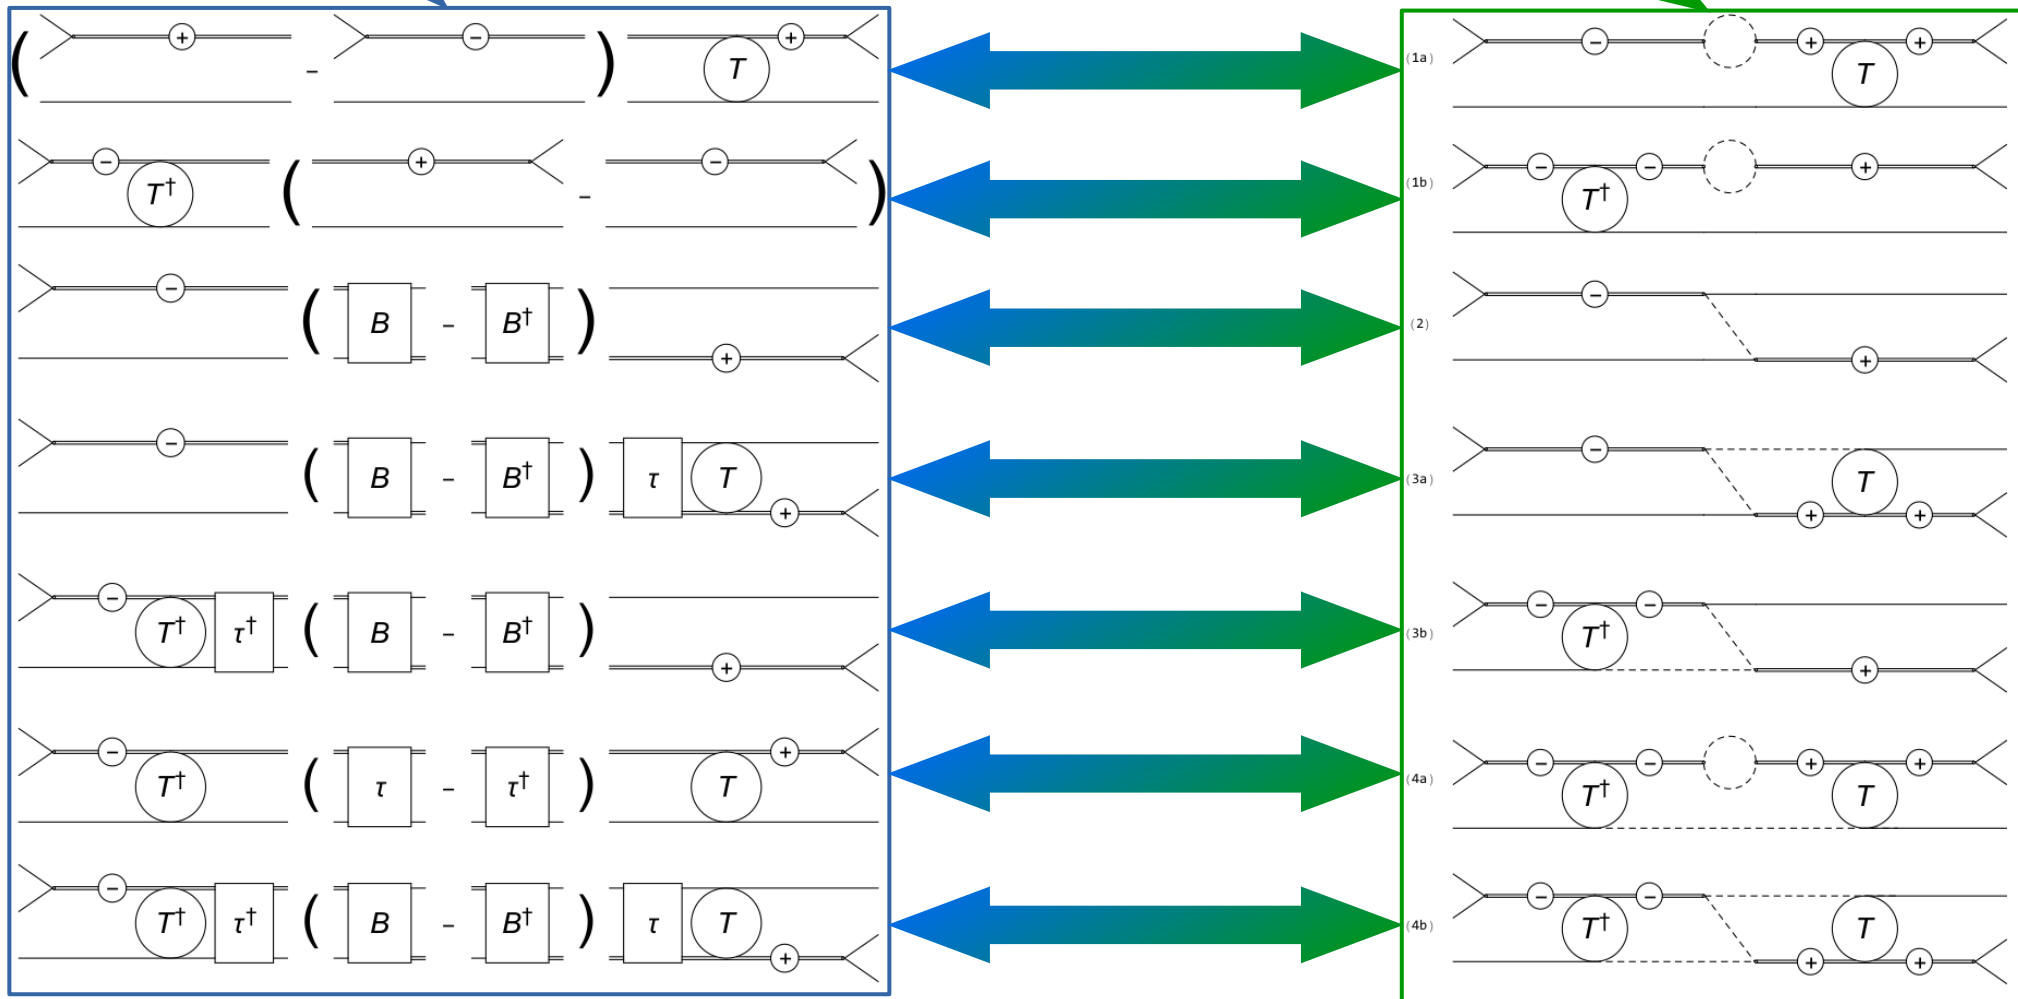 ( + − − ) T + (1a) − + T +
− T† ( + − − ) (1b) − T† − +
− ( B − B† ) + (2) − +
− ( B − B† ) τ T + (3a) − T + +
− T† τ† ( B − B† ) + (3b) − T† − +
− T† ( τ − τ† ) T + (4a) − T† − + T +
− T† τ† ( B − B† ) τ T + (4b) − T† − T + +